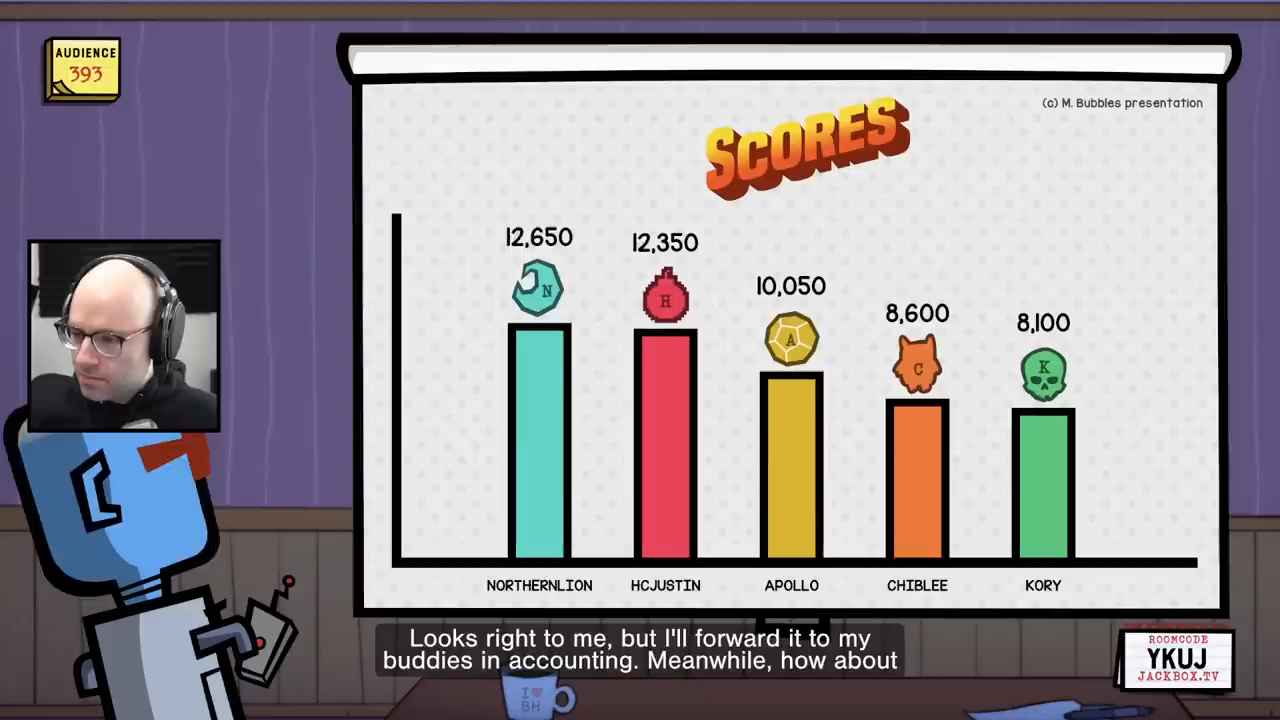 AUDIENCE
393
(c) M. Bubbles presentation
SCORES
12,650
12,350
10,050
8,600
8,100
N
H
A
C
K
NORTHERNLION
HCJUSTIN
APOLLO
CHIBLEE
KORY
Looks right to me, but I'll forward it to my
buddies in accounting. Meanwhile, how about
I ♥
BH
ROOMCODE
YKUJ
JACKBOX.TV